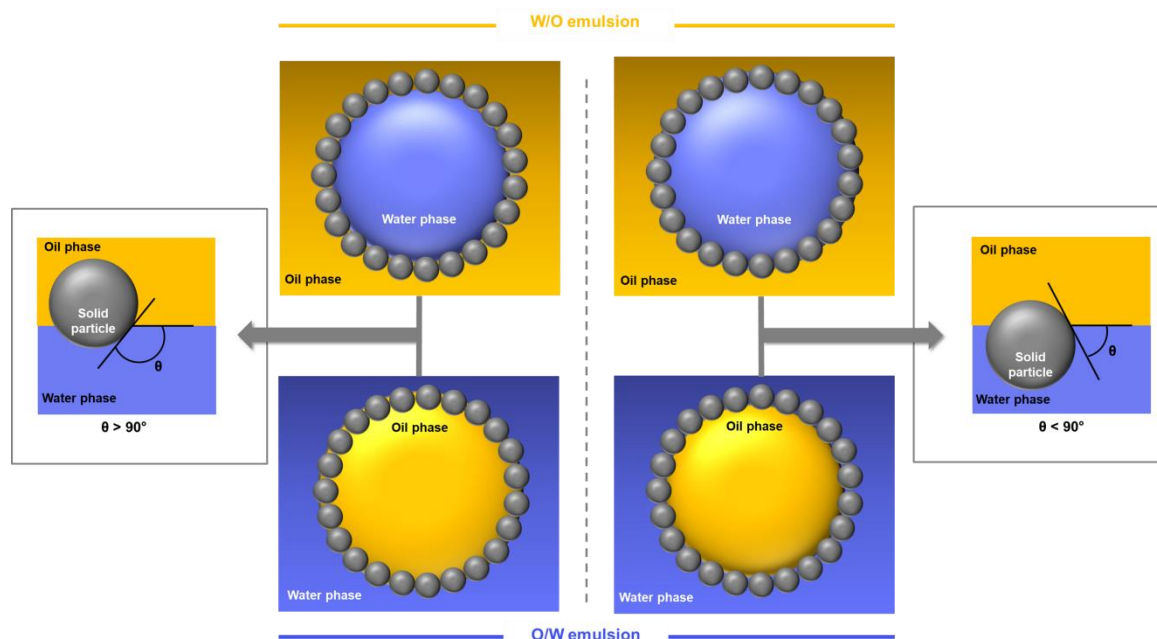 W/O emulsion
Water phase
Oil phase
Water phase
Oil phase
Oil phase
Solid
particle
θ
Water phase
θ > 90°
Oil phase
Solid
particle
θ
Water phase
θ < 90°
Oil phase
Water phase
Oil phase
Water phase
O/W emulsion